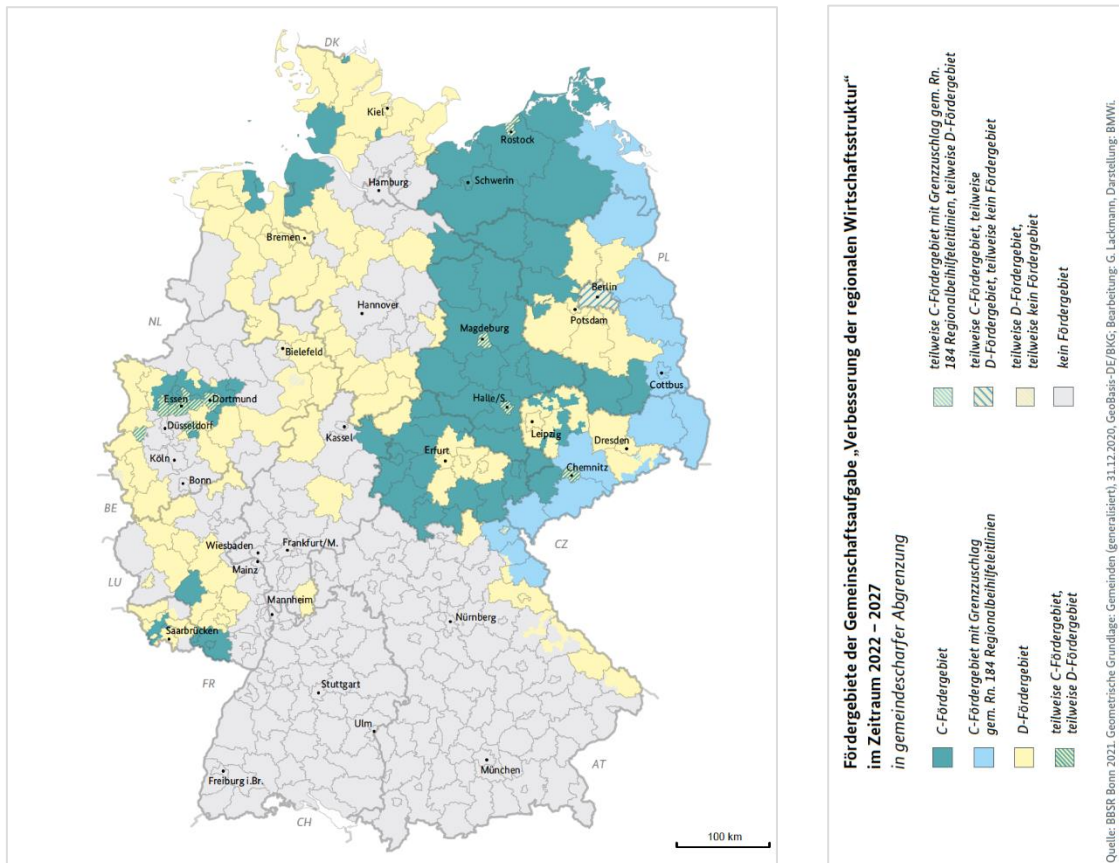 DK
Kiel
Rostock
Schwerin
Hamburg
Bremen
PL
Berlin
Hannover
Potsdam
NL
Magdeburg
Bielefeld
Cottbus
Essen
Dortmund
Halle/S.
Düsseldorf
Leipzig
Kassel
Dresden
Köln
Erfurt
Chemnitz
Bonn
BE
CZ
Wiesbaden
Frankfurt/M.
Mainz
LU
Mannheim
Nürnberg
Saarbrücken
FR
Stuttgart
Ulm
München
AT
Freiburg i.Br.
CH
100 km
Fördergebiete der Gemeinschaftsaufgabe „Verbesserung der regionalen Wirtschaftsstruktur“
im Zeitraum 2022 – 2027
in gemeindescharfer Abgrenzung
C-Fördergebiet
C-Fördergebiet mit Grenzzuschlag
gem. Rn. 184 Regionalbeihilfeleitlinien
D-Fördergebiet
teilweise C-Fördergebiet,
teilweise D-Fördergebiet
teilweise C-Fördergebiet mit Grenzzuschlag gem. Rn.
184 Regionalbeihilfeleitlinien, teilweise D-Fördergebiet
teilweise C-Fördergebiet, teilweise
D-Fördergebiet, teilweise kein Fördergebiet
teilweise D-Fördergebiet,
teilweise kein Fördergebiet
kein Fördergebiet
Quelle: BBSR Bonn 2021. Geometrische Grundlage: Gemeinden (generalisiert), 31.12.2020, GeoBasis-DE/BKG; Bearbeitung: G. Lackmann, Darstellung: BMWi.